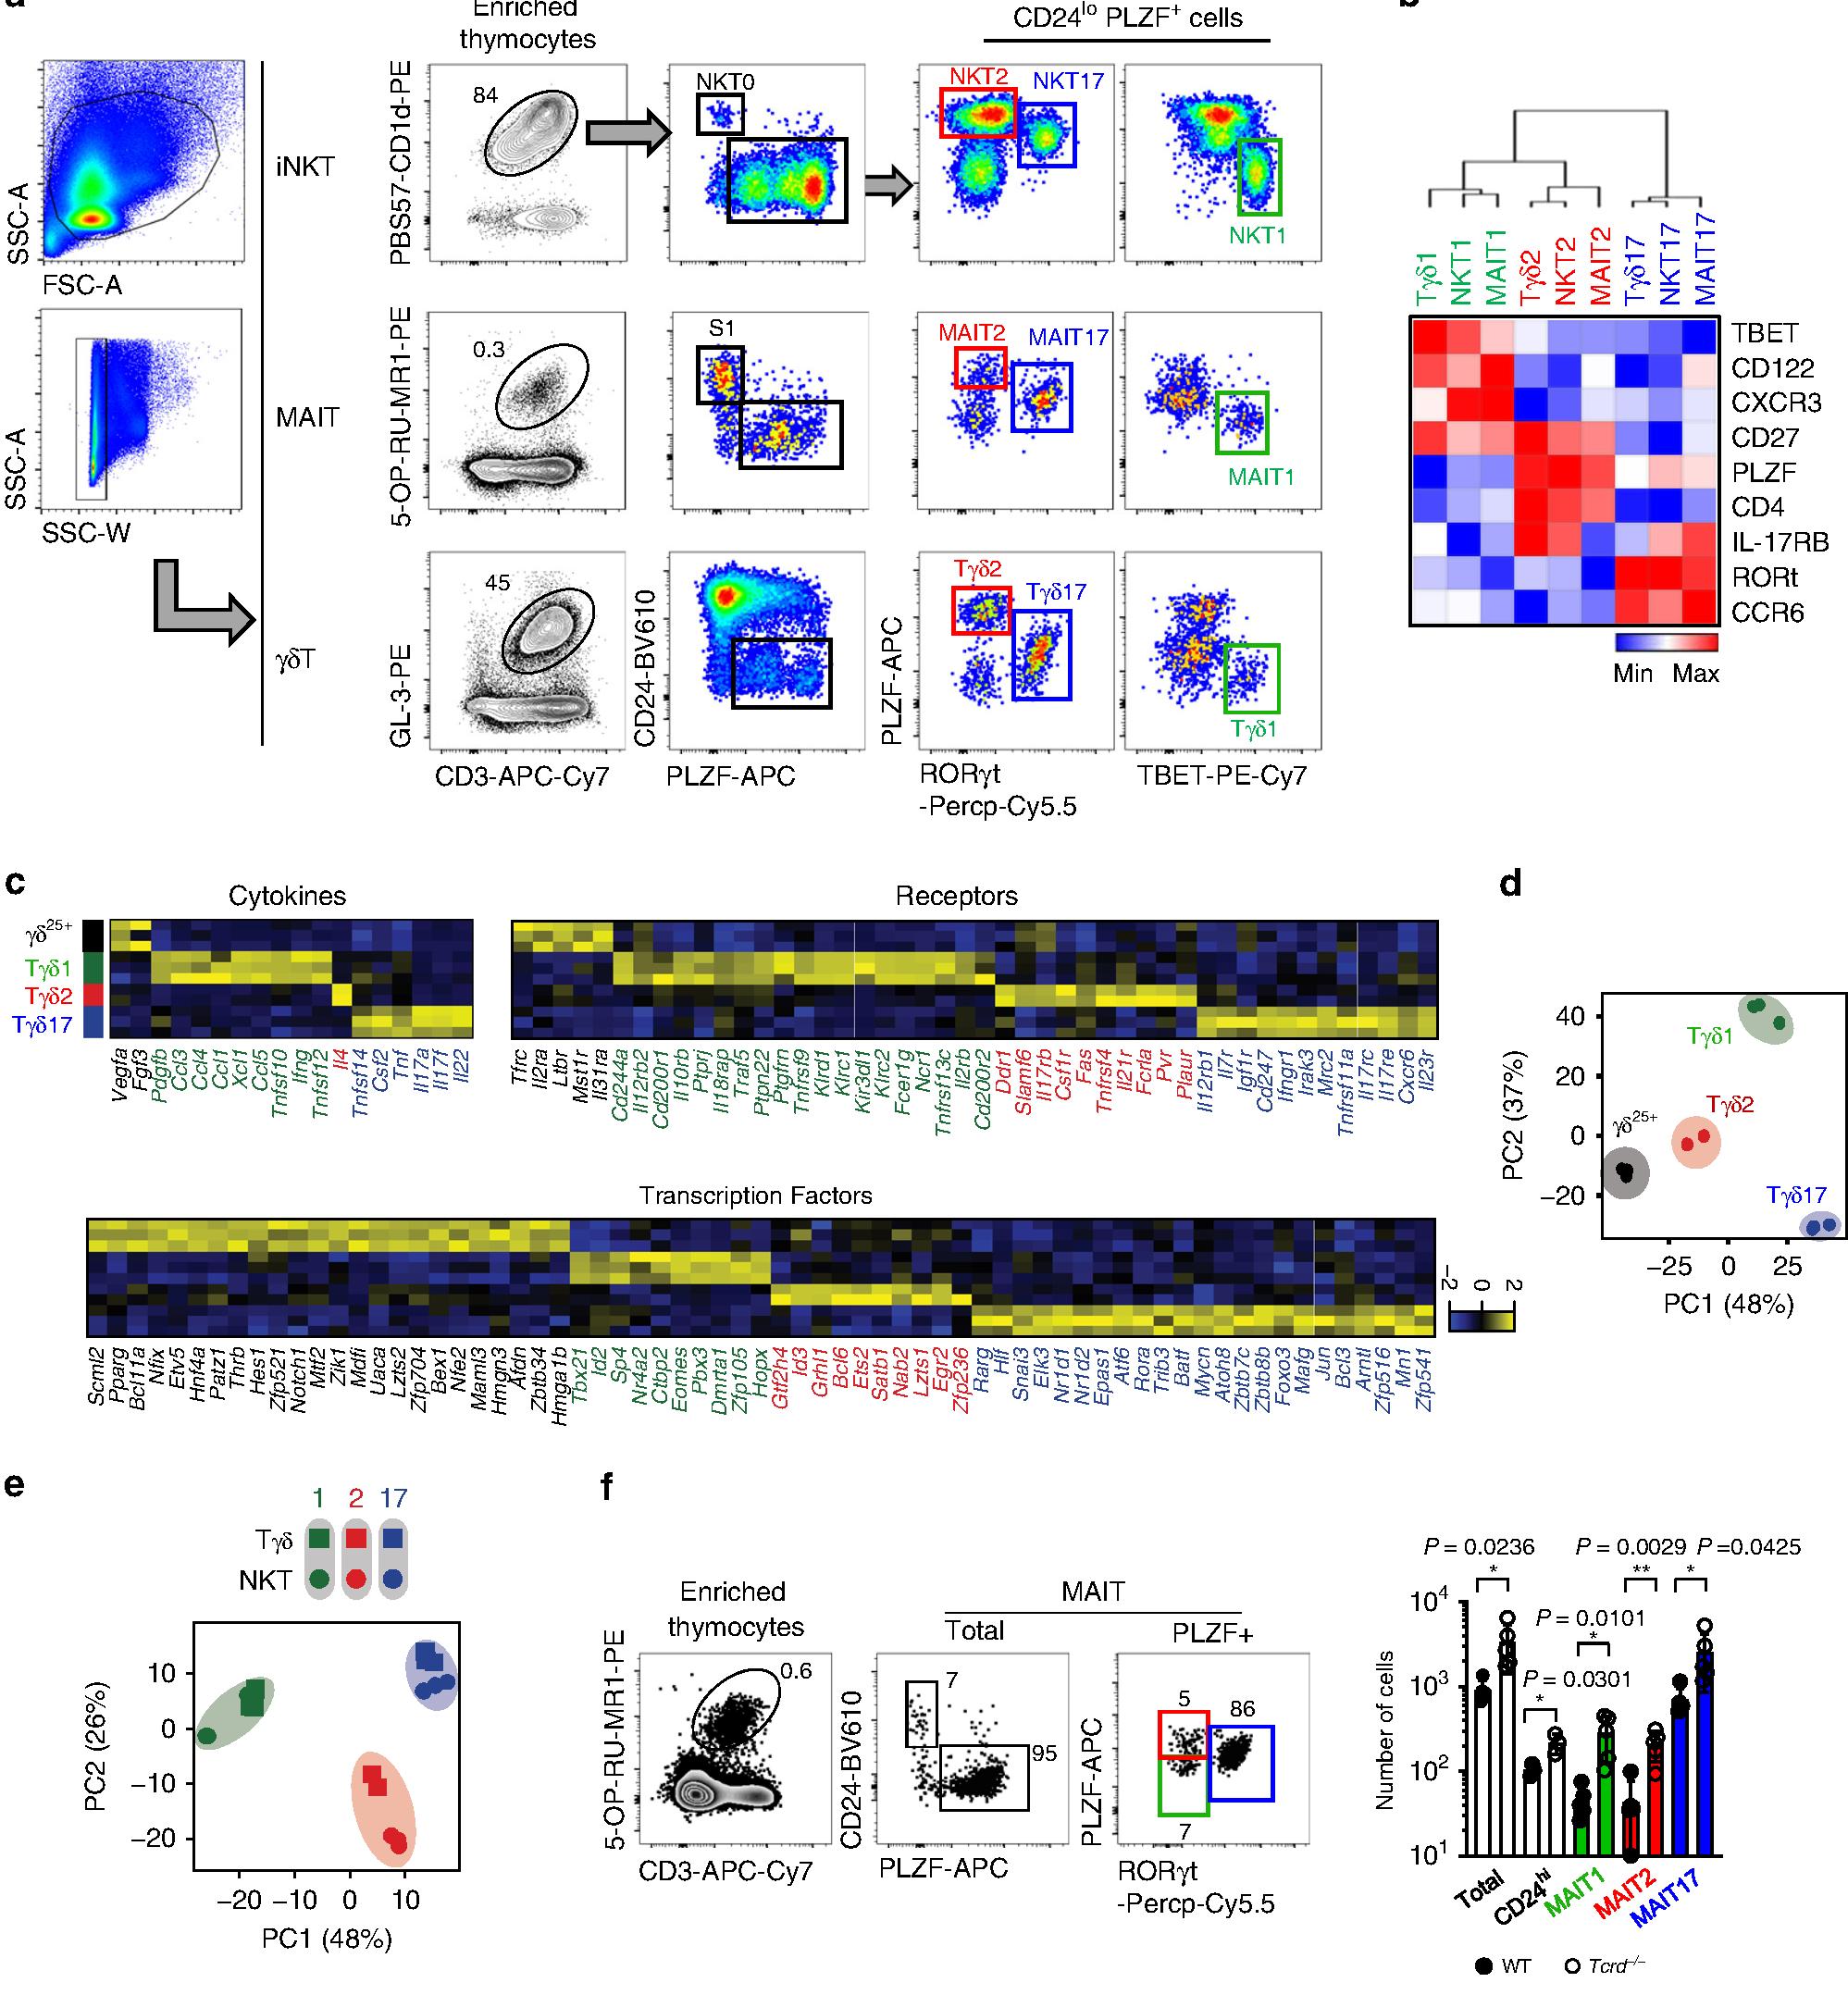 a
Enriched
thymocytes
CD24lo PLZF+ cells
b
SSC-A
FSC-A
SSC-A
SSC-W
iNKT
MAIT
γδT
PBS57-CD1d-PE
84
NKT0
NKT2
NKT17
NKT1
5-OP-RU-MR1-PE
0.3
S1
MAIT2
MAIT17
MAIT1
GL-3-PE
45
CD24-BV610
PLZF-APC
Tγδ2
Tγδ17
Tγδ1
CD3-APC-Cy7
PLZF-APC
RORγt
-Percp-Cy5.5
TBET-PE-Cy7
Tγδ1
NKT1
MAIT1
Tγδ2
NKT2
MAIT2
Tγδ17
NKT17
MAIT17
TBET
CD122
CXCR3
CD27
PLZF
CD4
IL-17RB
RORt
CCR6
Min Max
c
Cytokines
Receptors
γδ25+
Tγδ1
Tγδ2
Tγδ17
Vegfa
Fgf3
Pdgfb
Ccl3
Ccl4
Ccl1
Xcl1
Ccl5
Tnfsf10
Ifng
Tnfsf12
Il4
Tnfsf14
Csf2
Tnf
Il17a
Il17f
Il22
Tfrc
Il2ra
Ltbr
Mst1r
Il31ra
Cd244a
Il12rb2
Cd200r1
Il10rb
Ptprj
Il18rap
Traf5
Ptpn22
Ptgfrn
Tnfrsf9
Klrd1
Klrc1
Kir3dl1
Klrc2
Fcer1g
Ncr1
Tnfrsf13c
Il2rb
Cd200r2
Ddr1
Slamf6
Il17rb
Csf1r
Fas
Tnfrsf4
Il21r
Fcrla
Pvr
Plaur
Il12rb1
Il7r
Igf1r
Cd247
Ifngr1
Irak3
Mrc2
Tnfrsf11a
Il17rc
Il17re
Cxcr6
Il23r
Transcription Factors
Scml2
Pparg
Bcl11a
Nfix
Etv5
Hnf4a
Patz1
Thrb
Hes1
Zfp521
Notch1
Mtf2
Zik1
Mdfi
Uaca
Lzts2
Zfp704
Bex1
Nfe2
Maml3
Hmgn3
Afdn
Zbtb34
Hmga1b
Tbx21
Id2
Sp4
Nr4a2
Ctbp2
Eomes
Pbx3
Dmrta1
Zfp105
Hopx
Gtf2h4
Id3
Grhl1
Bcl6
Ets2
Satb1
Nab2
Lzts1
Egr2
Zfp236
Rarg
Hlf
Snai3
Elk3
Nr1d1
Nr1d2
Epas1
Atf6
Rora
Trib3
Batf
Mycn
Atoh8
Zbtb7c
Zbtb8b
Foxo3
Mafg
Jun
Bcl3
Arntl
Zfp516
Mn1
Zfp541
−2 0 2
d
PC2 (37%)
40
20
0
−20
Tγδ1
Tγδ2
γδ25+
Tγδ17
−25 0 25
PC1 (48%)
e
1 2 17
Tγδ
NKT
PC2 (26%)
10
0
−10
−20
−20 −10 0 10
PC1 (48%)
f
Enriched
thymocytes
MAIT
Total
PLZF+
5-OP-RU-MR1-PE
0.6
CD3-APC-Cy7
CD24-BV610
7
95
PLZF-APC
PLZF-APC
5
86
7
RORγt
-Percp-Cy5.5
P = 0.0236
P = 0.0029
P =0.0425
* ** *
P = 0.0101
*
P = 0.0301
*
Number of cells
104
103
102
101
Total
CD24hi
MAIT1
MAIT2
MAIT17
WT
Tcrd−/−